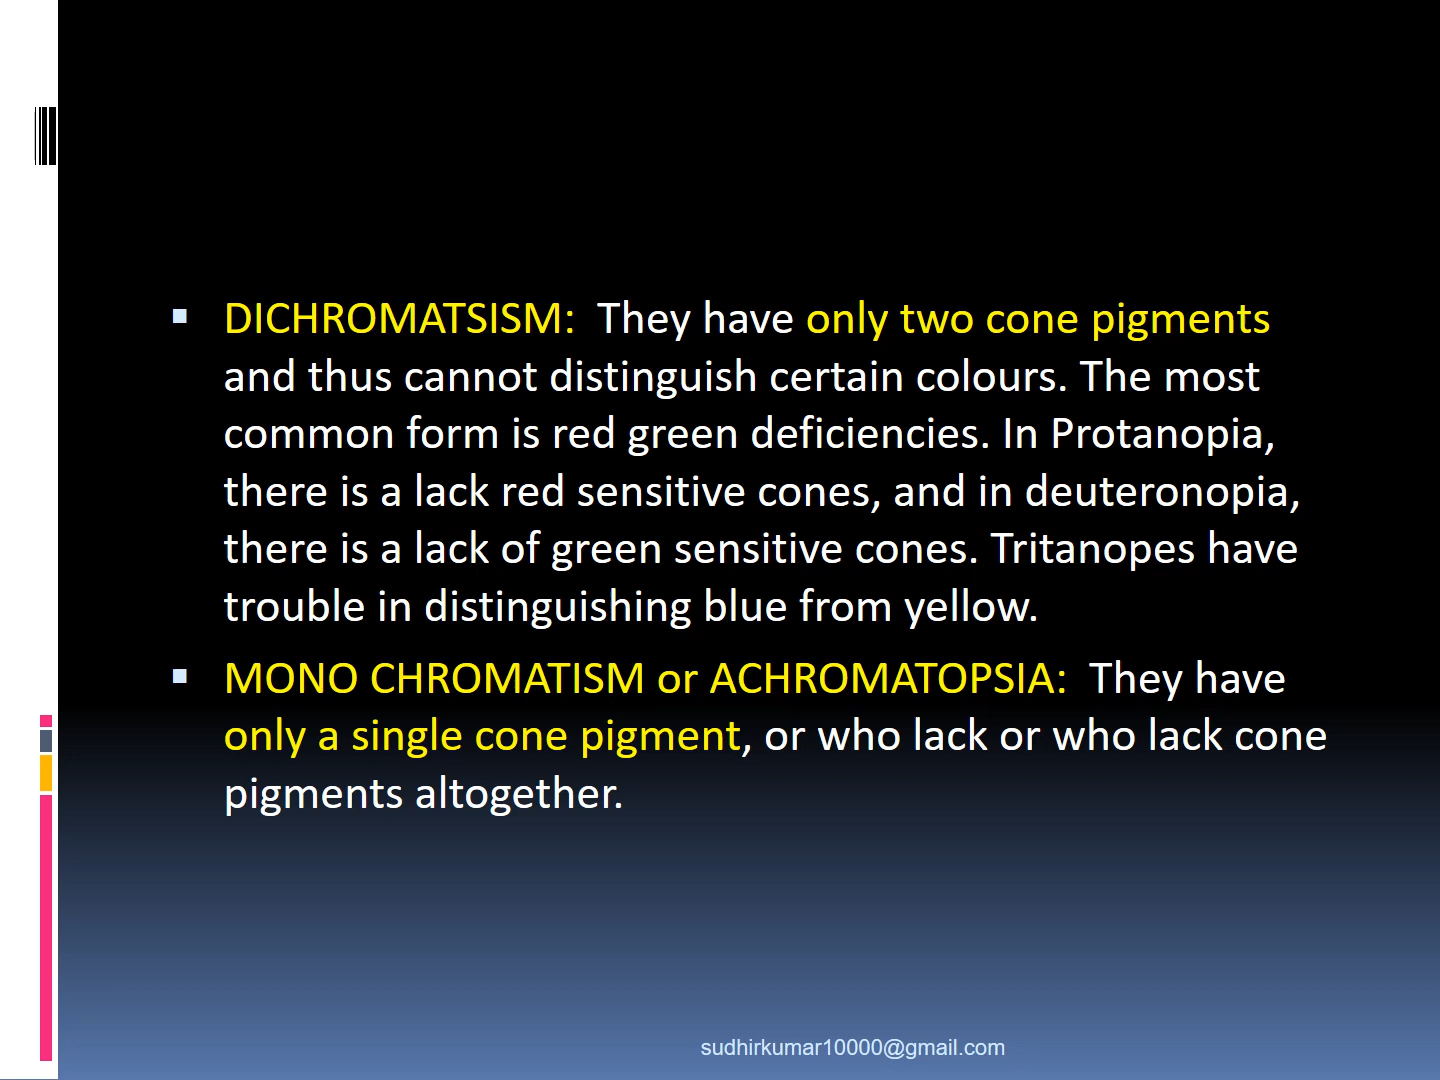 ▪ DICHROMATSISM: They have only two cone pigments
and thus cannot distinguish certain colours. The most
common form is red green deficiencies. In Protanopia,
there is a lack red sensitive cones, and in deuteronopia,
there is a lack of green sensitive cones. Tritanopes have
trouble in distinguishing blue from yellow.
▪ MONO CHROMATISM or ACHROMATOPSIA: They have
only a single cone pigment, or who lack or who lack cone
pigments altogether.
sudhirkumar10000@gmail.com